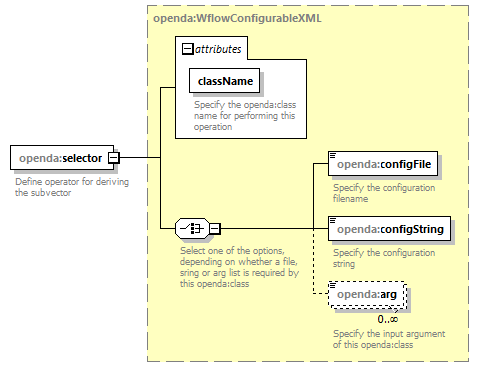 openda:WflowConfigurableXML
attributes
className
Specify the openda:class
name for performing this
operation
openda:selector
Define operator for deriving
the subvector
openda:configFile
Specify the configuration
filename
openda:configString
Specify the configuration
string
Select one of the options,
depending on whether a file,
sring or arg list is required by
this openda:class
openda:arg
0..∞
Specify the input argument
of this openda:class